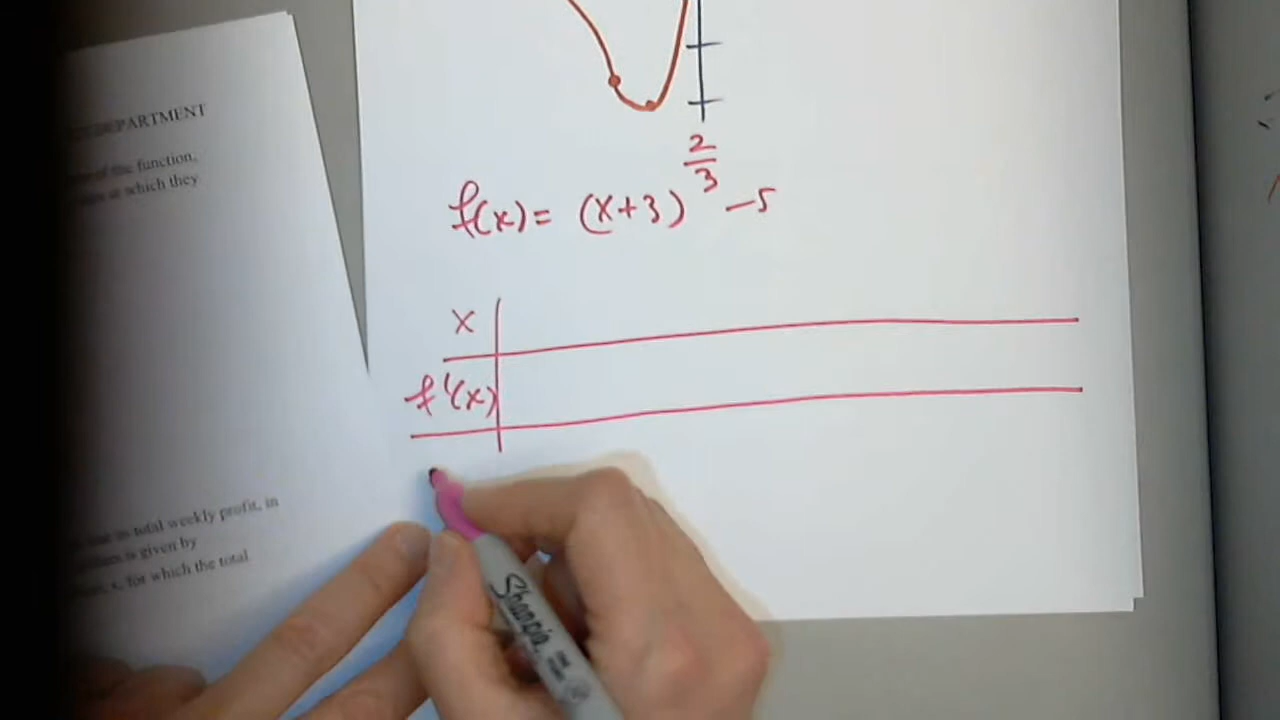 DEPARTMENT
of the function,
at which they
f(x) = (x+3)^(2/3) - 5
x
f'(x)
total weekly profit, in
is given by
x, for which the total
Sharpie